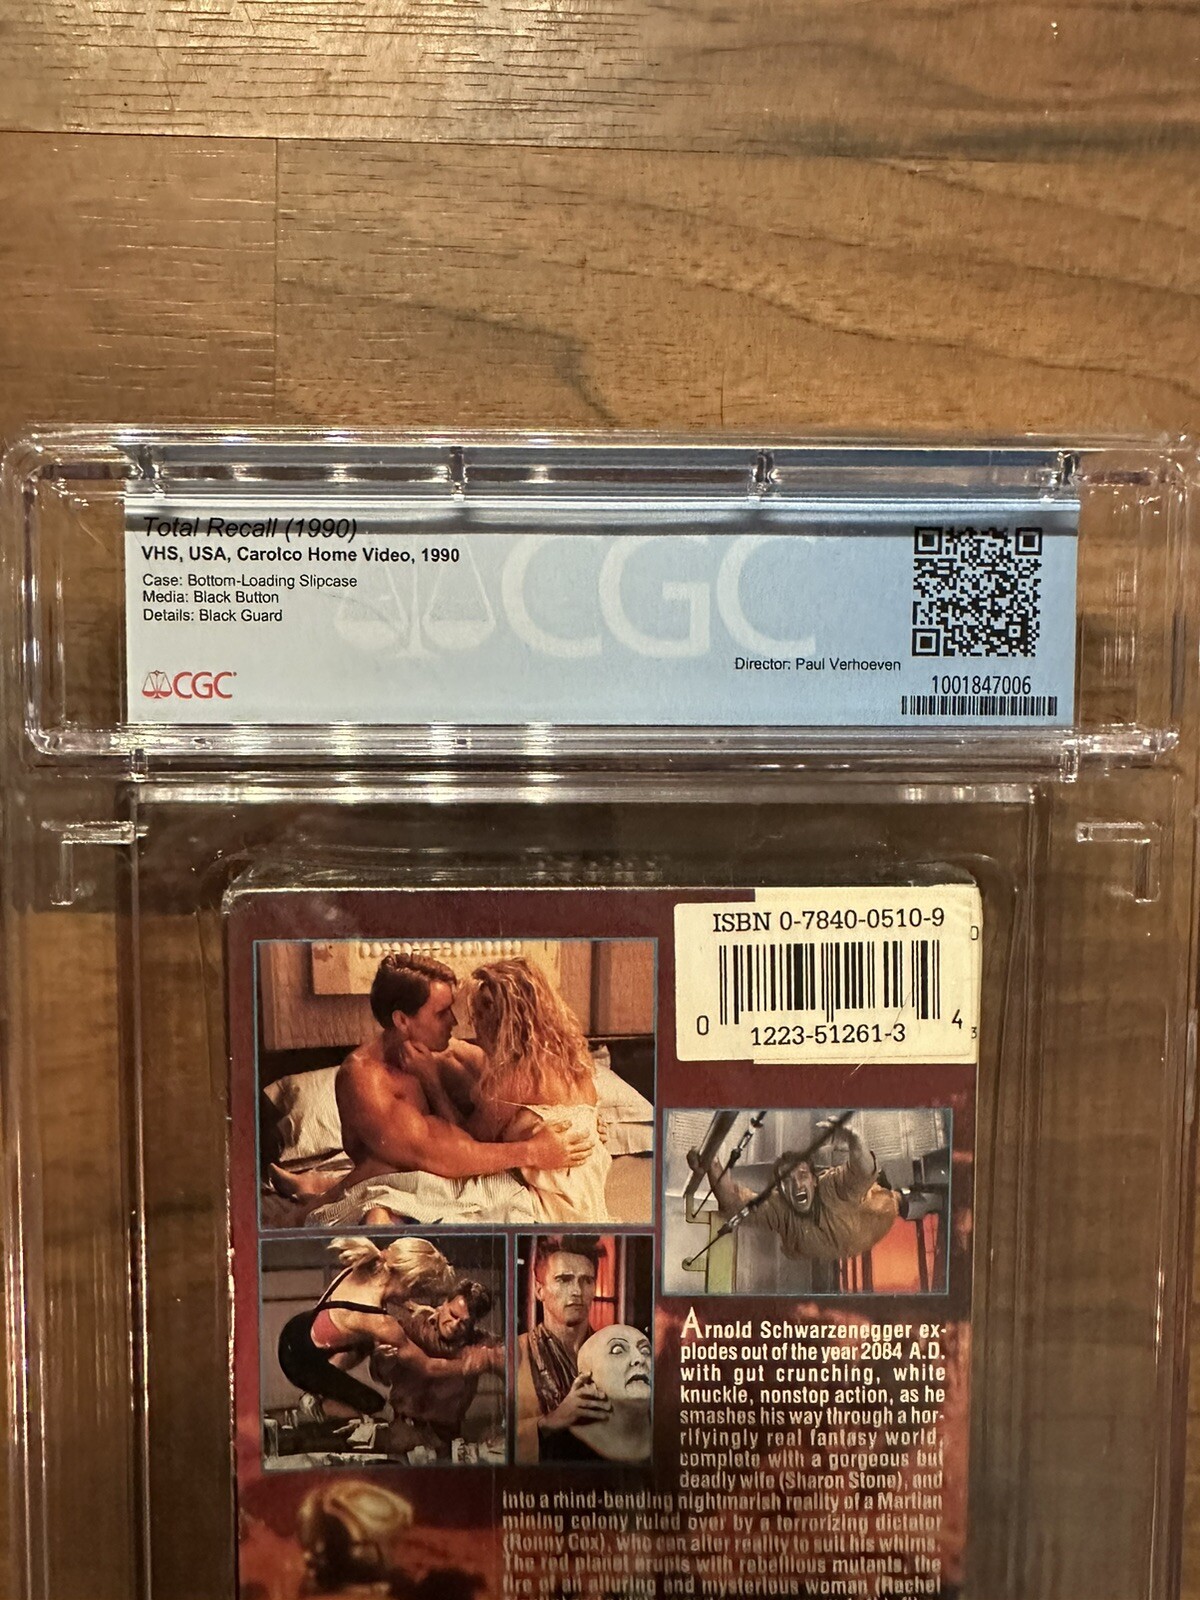 Total Recall (1990)
VHS, USA, Carolco Home Video, 1990
Case: Bottom-Loading Slipcase
Media: Black Button
Details: Black Guard
CGC
Director: Paul Verhoeven
CGC
1001847006
ISBN 0-7840-0510-9
0 1223-51261-3 4
Arnold Schwarzenegger ex-
plodes out of the year 2084 A.D.
with gut crunching, white
knuckle, nonstop action, as he
smashes his way through a hor-
rifyingly real fantasy world,
complete with a gorgeous but
deadly wife (Sharon Stone), and
into a mind-bending nightmarish reality of a Martian
mining colony ruled over by a terrorizing dictator
(Ronny Cox), who can alter reality to suit his whims.
The red planet erupts with rebellious mutants, the
fire of an alluring and mysterious woman (Rachel